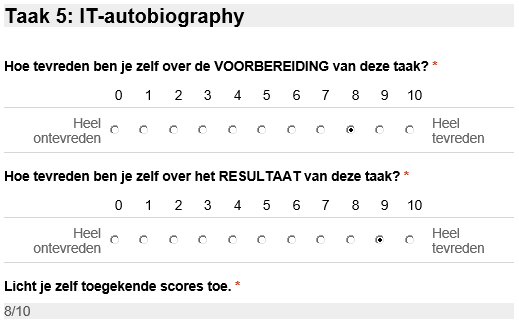 Taak 5: IT-autobiography
Hoe tevreden ben je zelf over de VOORBEREIDING van deze taak? *
0 1 2 3 4 5 6 7 8 9 10
Heel ontevreden
Heel tevreden
Hoe tevreden ben je zelf over het RESULTAAT van deze taak? *
0 1 2 3 4 5 6 7 8 9 10
Heel ontevreden
Heel tevreden
Licht je zelf toegekende scores toe. *
8/10